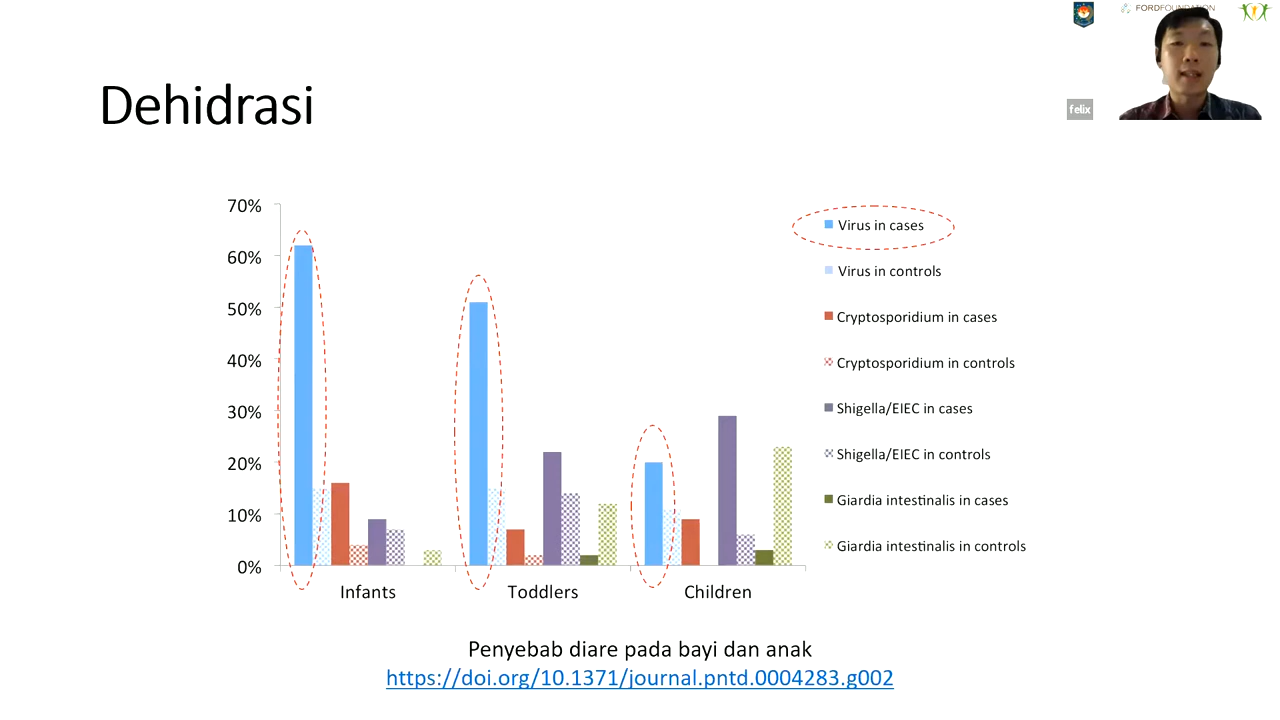 FORDFOUNDATION
felix
Dehidrasi
70%
60%
50%
40%
30%
20%
10%
0%
Infants
Toddlers
Children
Virus in cases
Virus in controls
Cryptosporidium in cases
Cryptosporidium in controls
Shigella/EIEC in cases
Shigella/EIEC in controls
Giardia intestinalis in cases
Giardia intestinalis in controls
Penyebab diare pada bayi dan anak
https://doi.org/10.1371/journal.pntd.0004283.g002